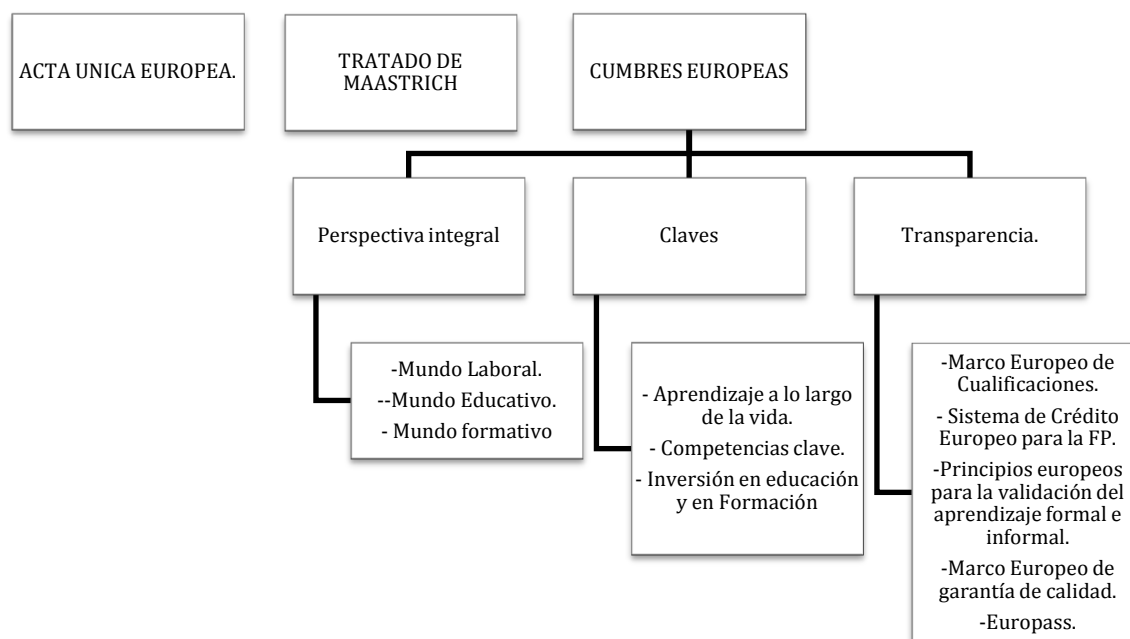 ACTA UNICA EUROPEA.
TRATADO DE
MAASTRICH
CUMBRES EUROPEAS
Perspectiva integral
Claves
Transparencia.
-Mundo Laboral.
--Mundo Educativo.
- Mundo formativo
- Aprendizaje a lo largo
de la vida.
- Competencias clave.
- Inversión en educación
y en Formación
-Marco Europeo de
Cualificaciones.
- Sistema de Crédito
Europeo para la FP.
-Principios europeos
para la validación del
aprendizaje formal e
informal.
-Marco Europeo de
garantía de calidad.
-Europass.